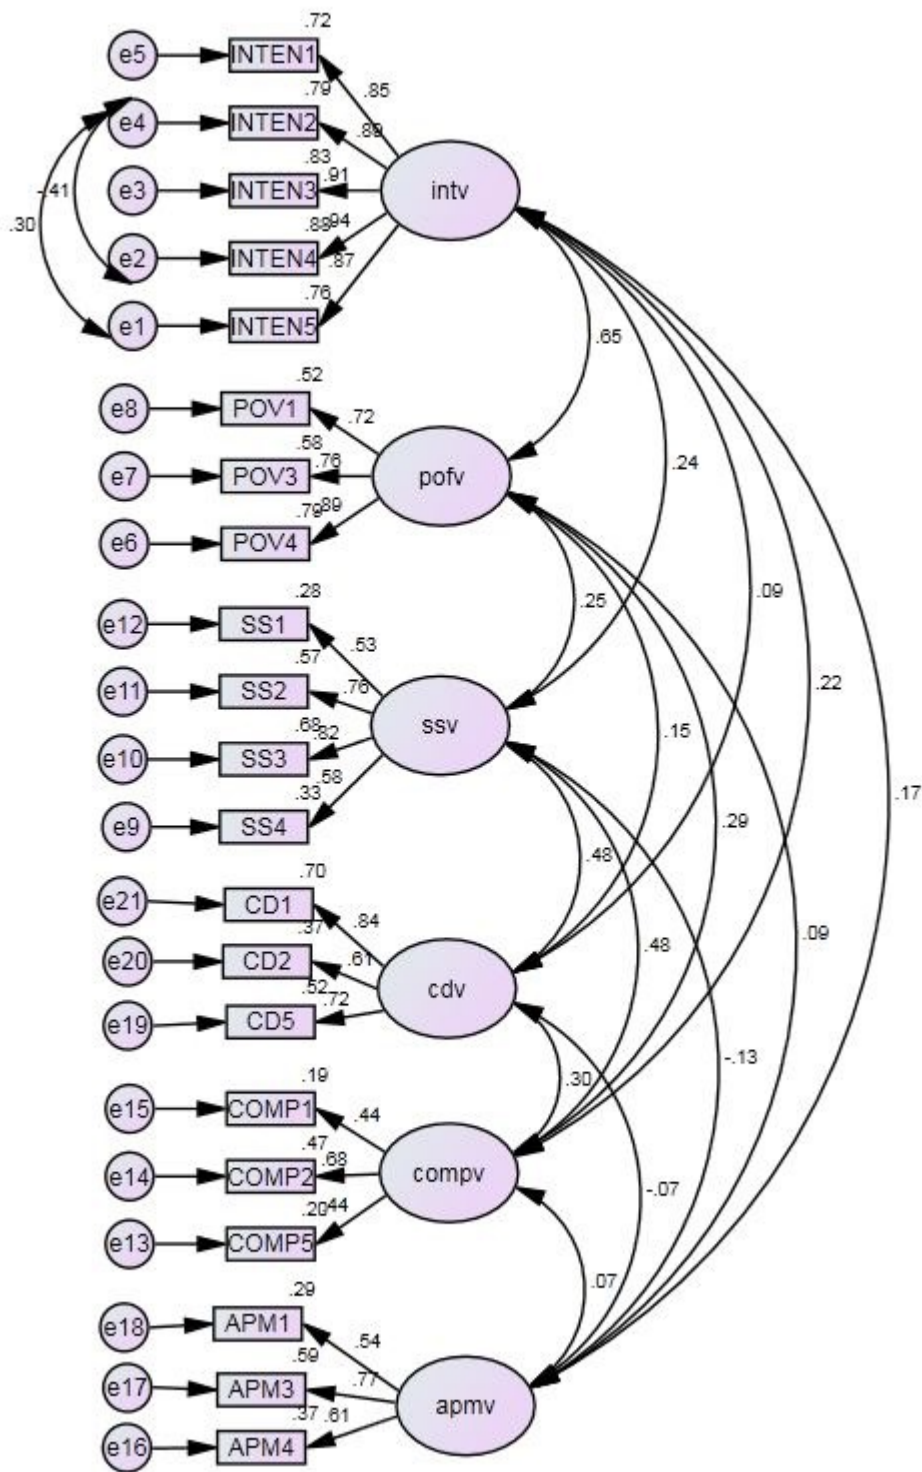 .72
e5 INTEN1
.85
.79
e4 INTEN2
.89
.83
e3 INTEN3 .91 intv
-.41
.30
.88 .94
e2 INTEN4
.87
.76
e1 INTEN5
.65
.52
e8 POV1 .72
.58
e7 POV3 .76 pofv
.24
.79 .89
e6 POV4
.28
.25
.09
e12 SS1
.53
.57
e11 SS2 .76
.22
.68 .82 ssv
.15
e10 SS3
.58
.33
.17
e9 SS4
.29
.48
.70
e21 CD1
.84
.37
.48
.09
e20 CD2 .61
.52 .72 cdv
e19 CD5
.19
.30
-.13
e15 COMP1 .44
.47
e14 COMP2 .68 compv
-.07
.20 .44
e13 COMP5
.07
.29
e18 APM1
.54
.59
e17 APM3 .77
apmv
.37 .61
e16 APM4